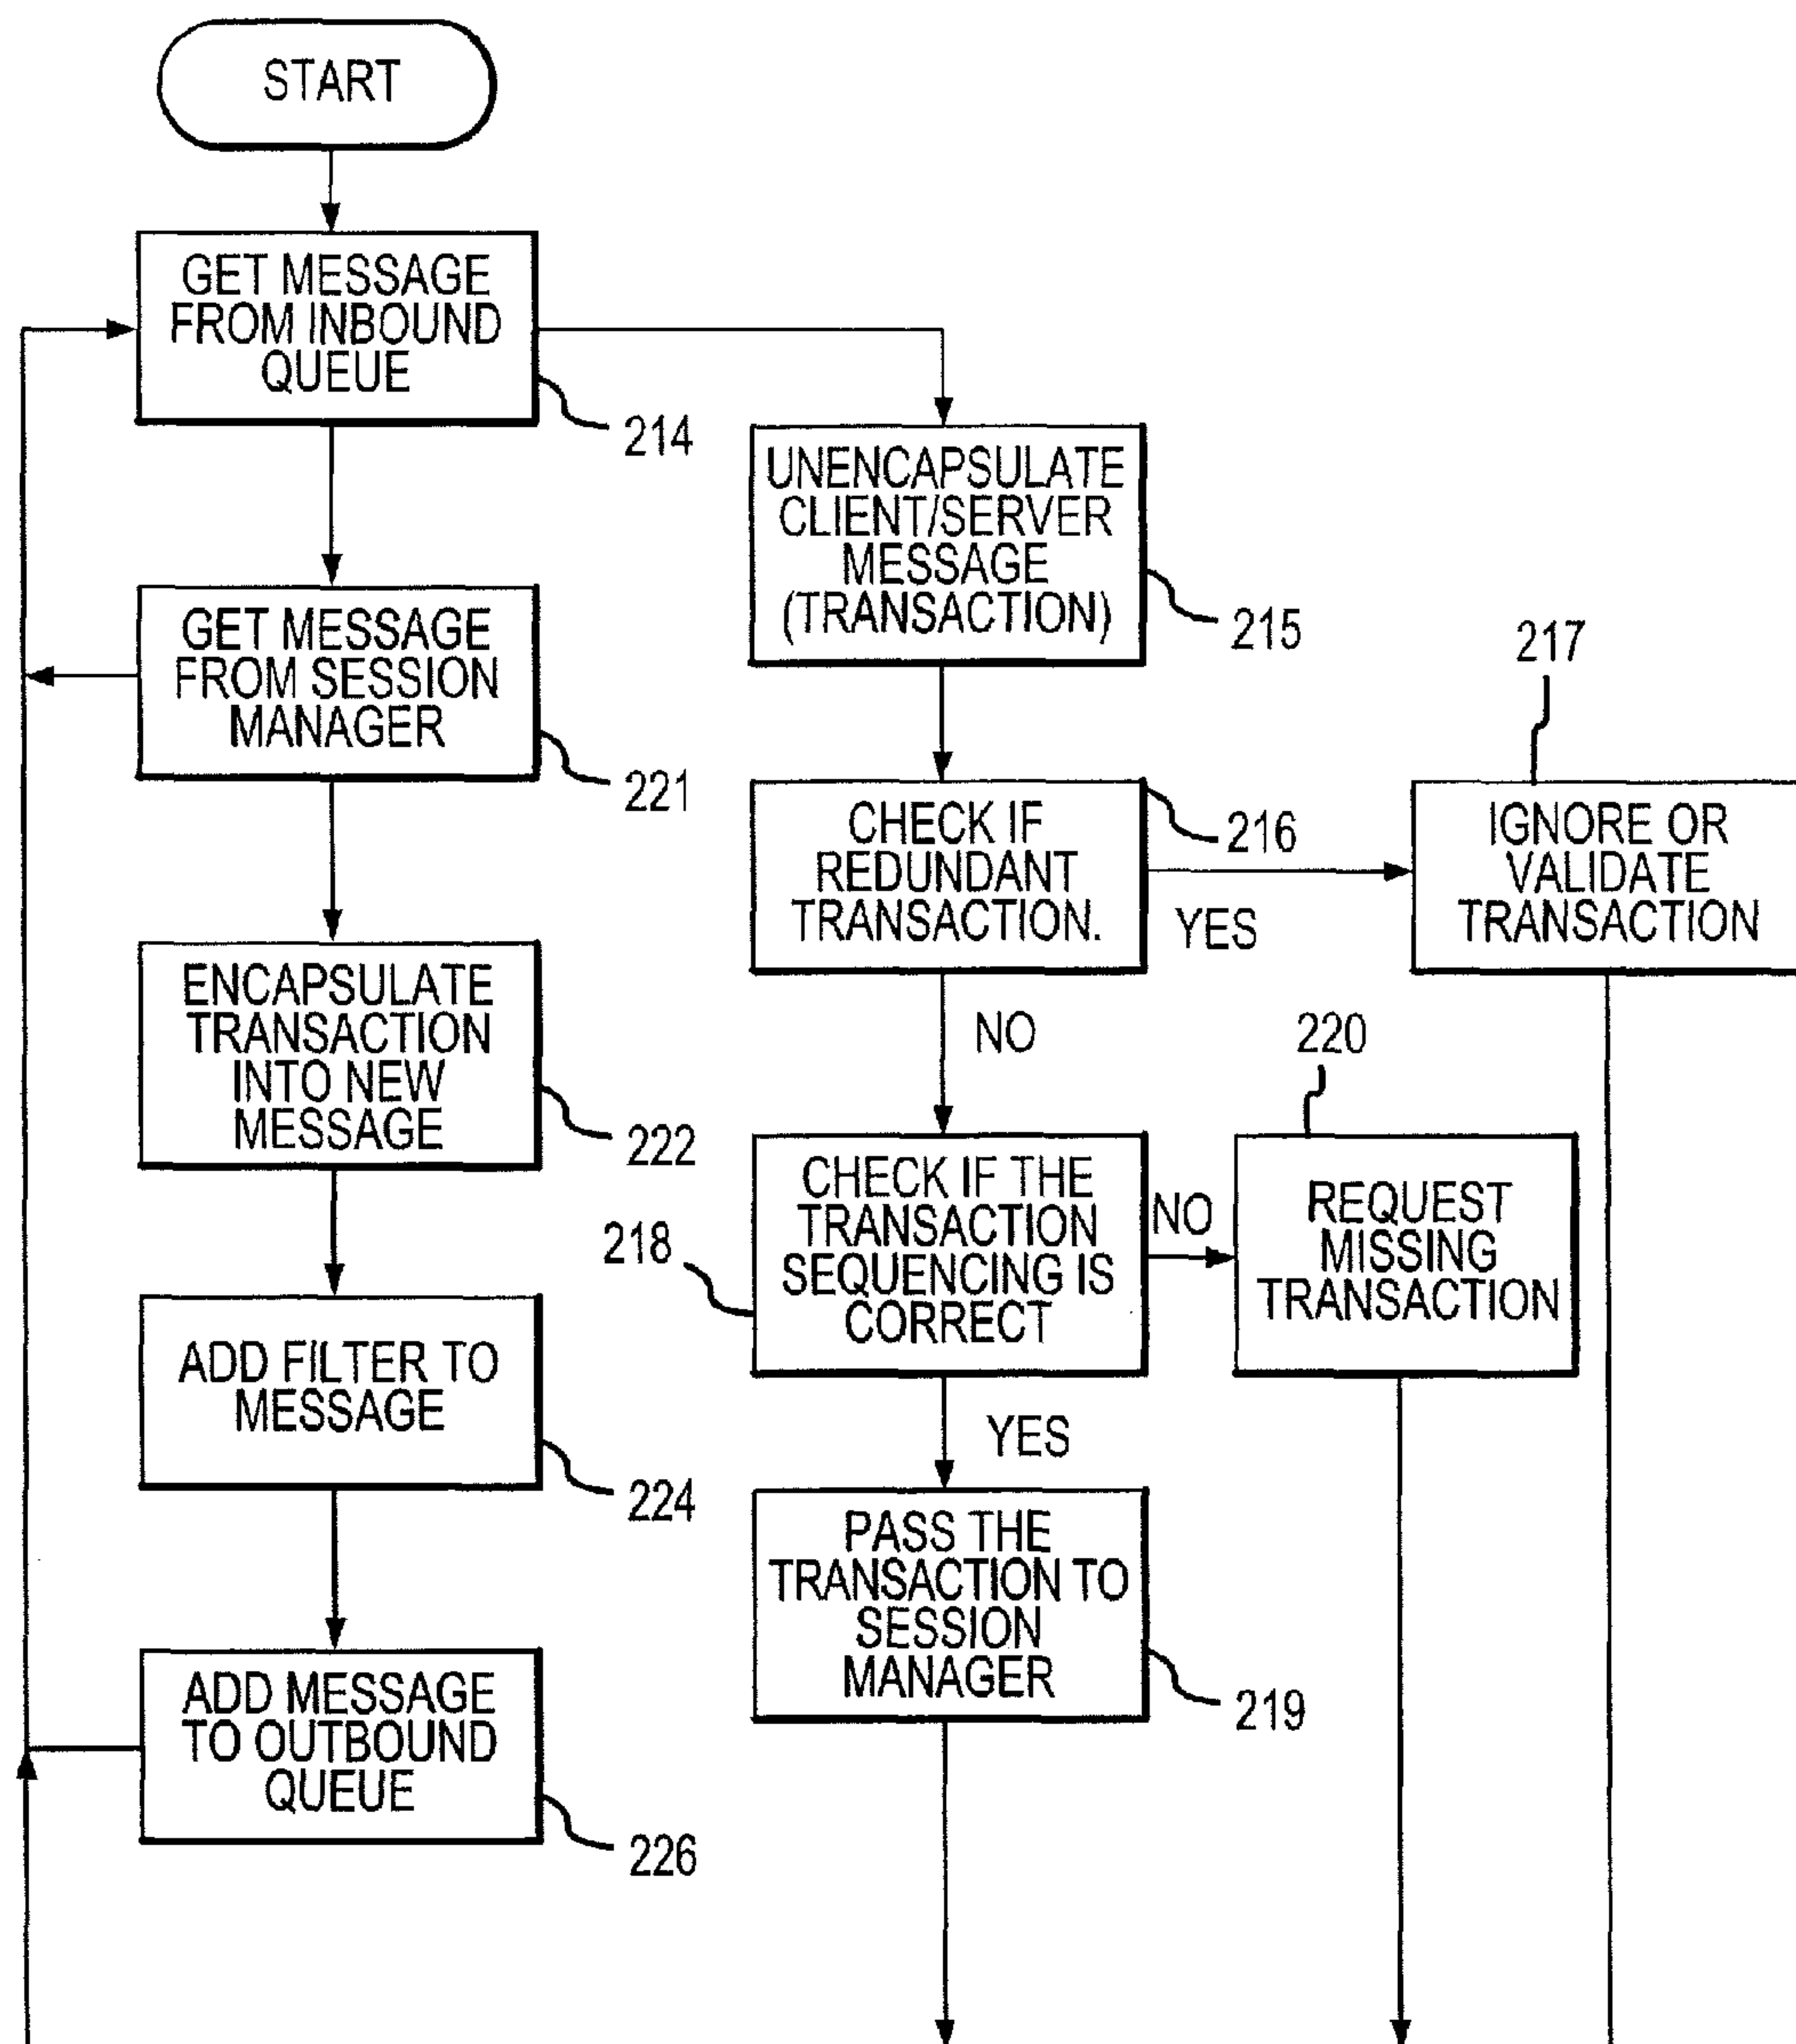 START
GET MESSAGE
FROM INBOUND
QUEUE
214
UNENCAPSULATE
CLIENT/SERVER
MESSAGE
(TRANSACTION)
215
GET MESSAGE
FROM SESSION
MANAGER
221
217
CHECK IF
REDUNDANT
TRANSACTION.
216
YES
IGNORE OR
VALIDATE
TRANSACTION
NO
ENCAPSULATE
TRANSACTION
INTO NEW
MESSAGE
222
220
218
CHECK IF THE
TRANSACTION
SEQUENCING IS
CORRECT
NO
REQUEST
MISSING
TRANSACTION
YES
ADD FILTER TO
MESSAGE
224
PASS THE
TRANSACTION TO
SESSION
MANAGER
219
ADD MESSAGE
TO OUTBOUND
QUEUE
226